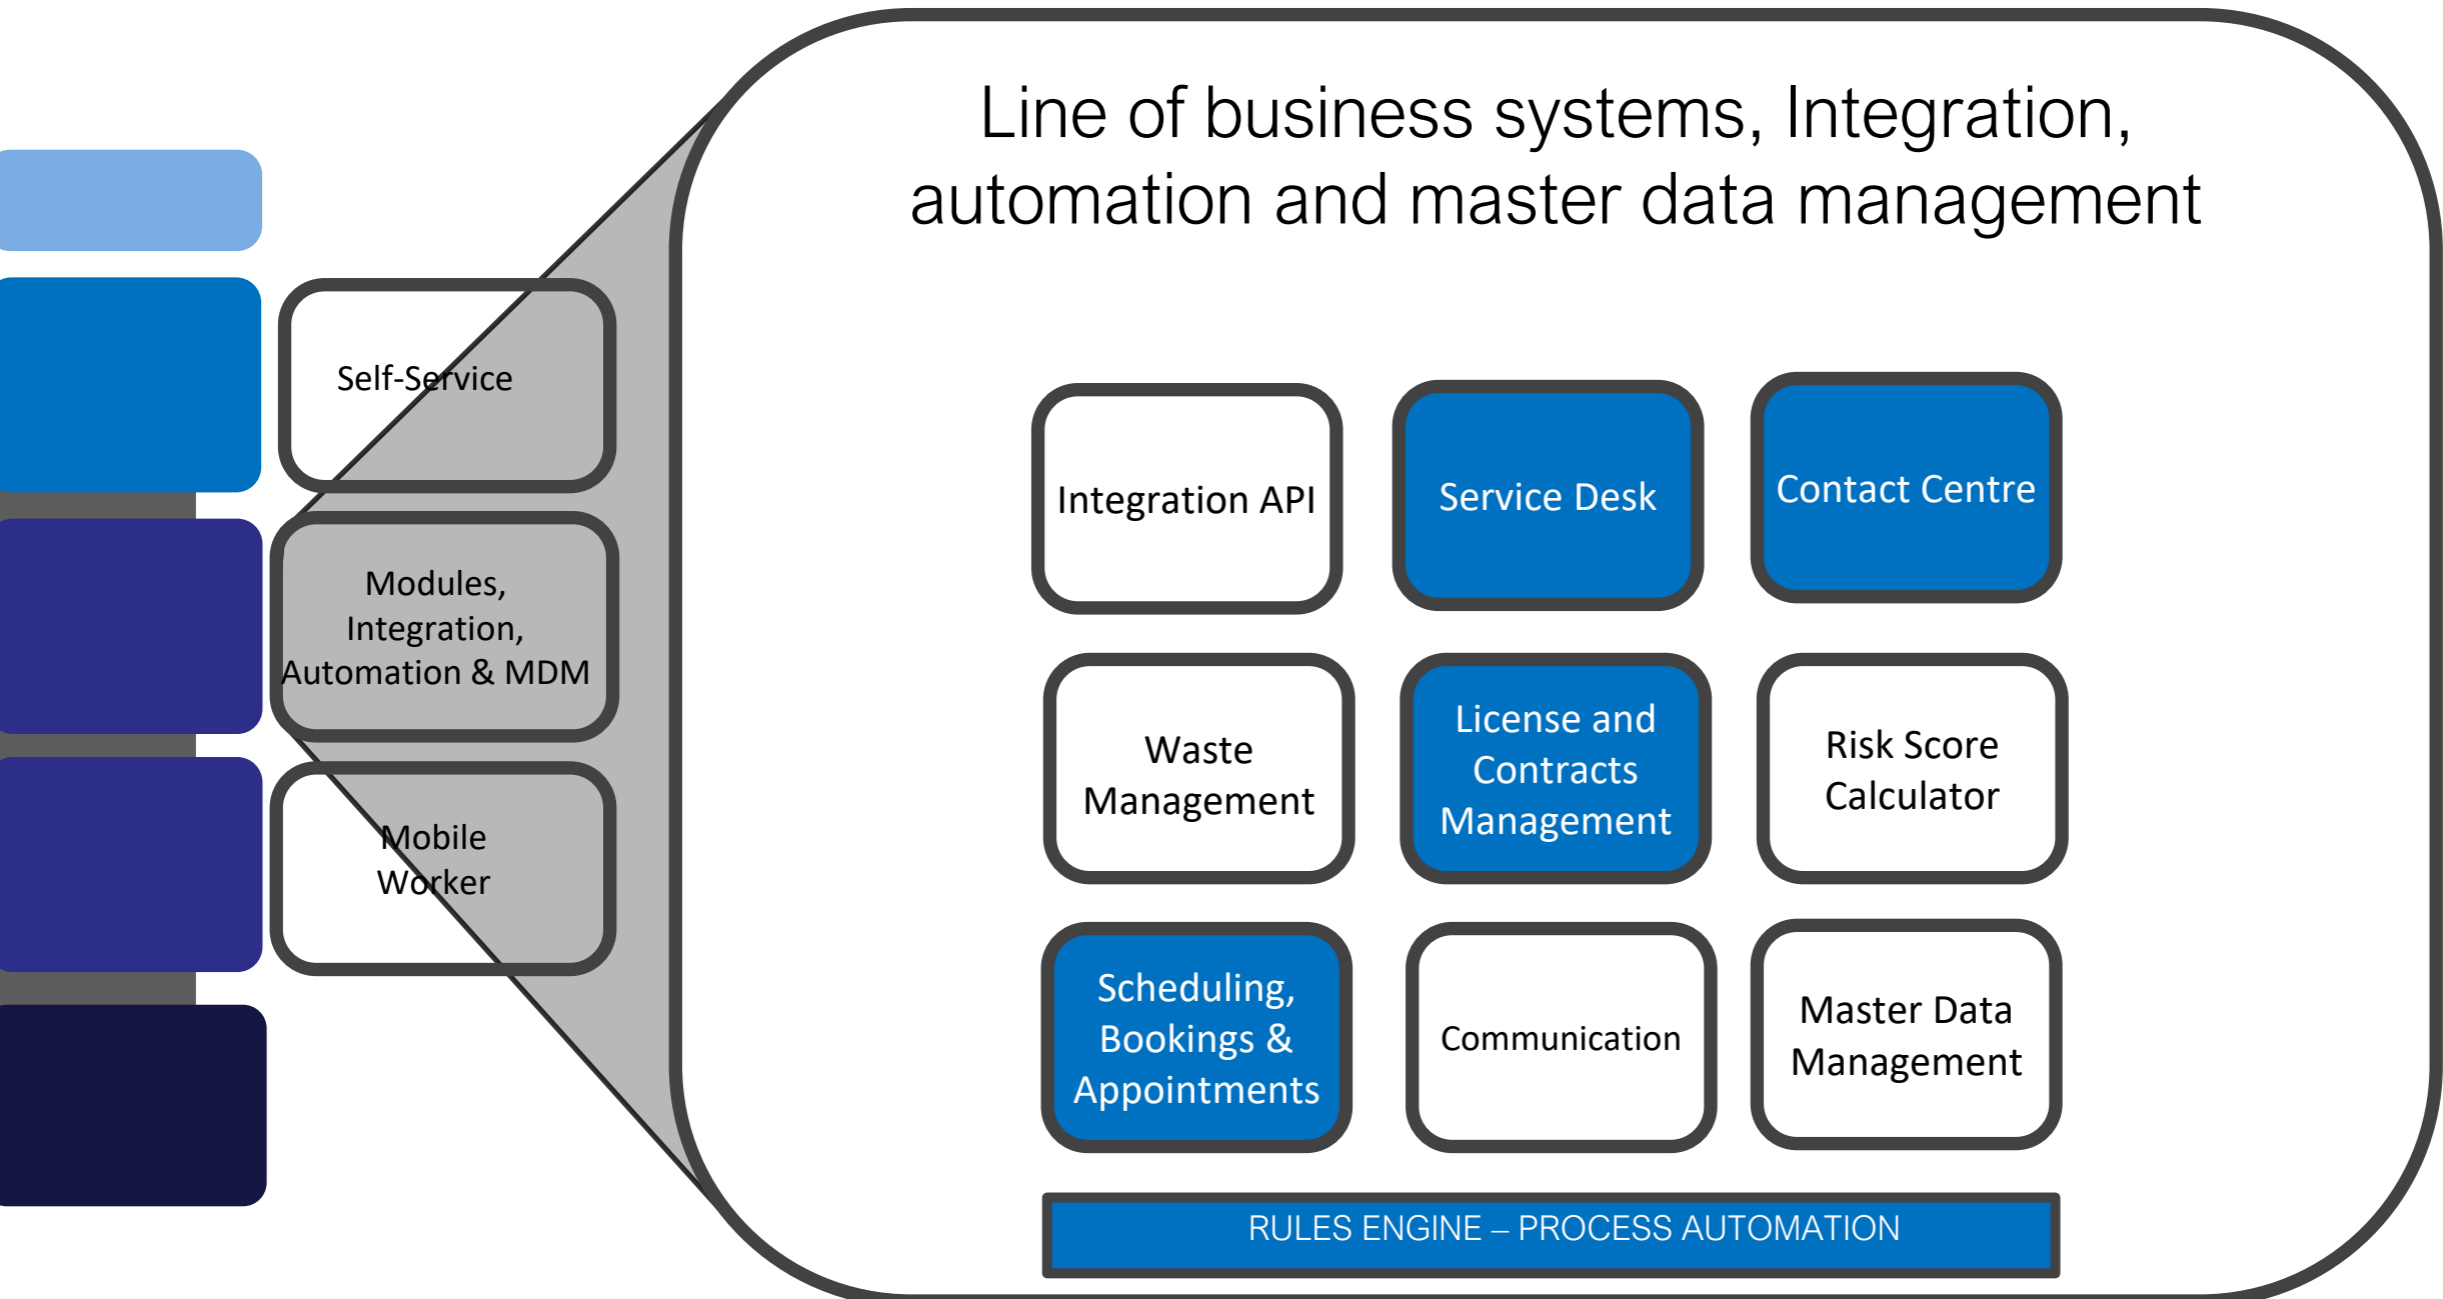 Line of business systems, Integration,
automation and master data management
Self-Service
Modules,
Integration,
Automation & MDM
Mobile
Worker
Integration API
Service Desk
Contact Centre
Waste
Management
License and
Contracts
Management
Risk Score
Calculator
Scheduling,
Bookings &
Appointments
Communication
Master Data
Management
RULES ENGINE – PROCESS AUTOMATION